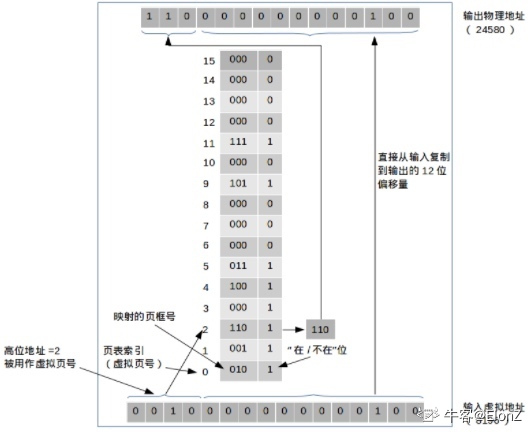 1 1 0 0 0 0 0 0 0 0 0 0 1 0 0
输出物理地址
( 24580 )
15 000 0
14 000 0
13 000 0
12 000 0
11 111 1
10 000 0
9 101 1
8 000 0
7 000 0
6 000 0
5 011 1
4 100 1
3 000 1
2 110 1
1 001 1
0 010 1
110
直接从输入复制
到输出的 12 位
偏移量
映射的页框号
“在 / 不在”位
高位地址 =2
被用作虚拟页号
页表索引
(虚拟页号)
0 0 1 0 0 0 0 0 0 0 0 0 0 1 0 0
输入虚拟地址
牛客@ElonZ